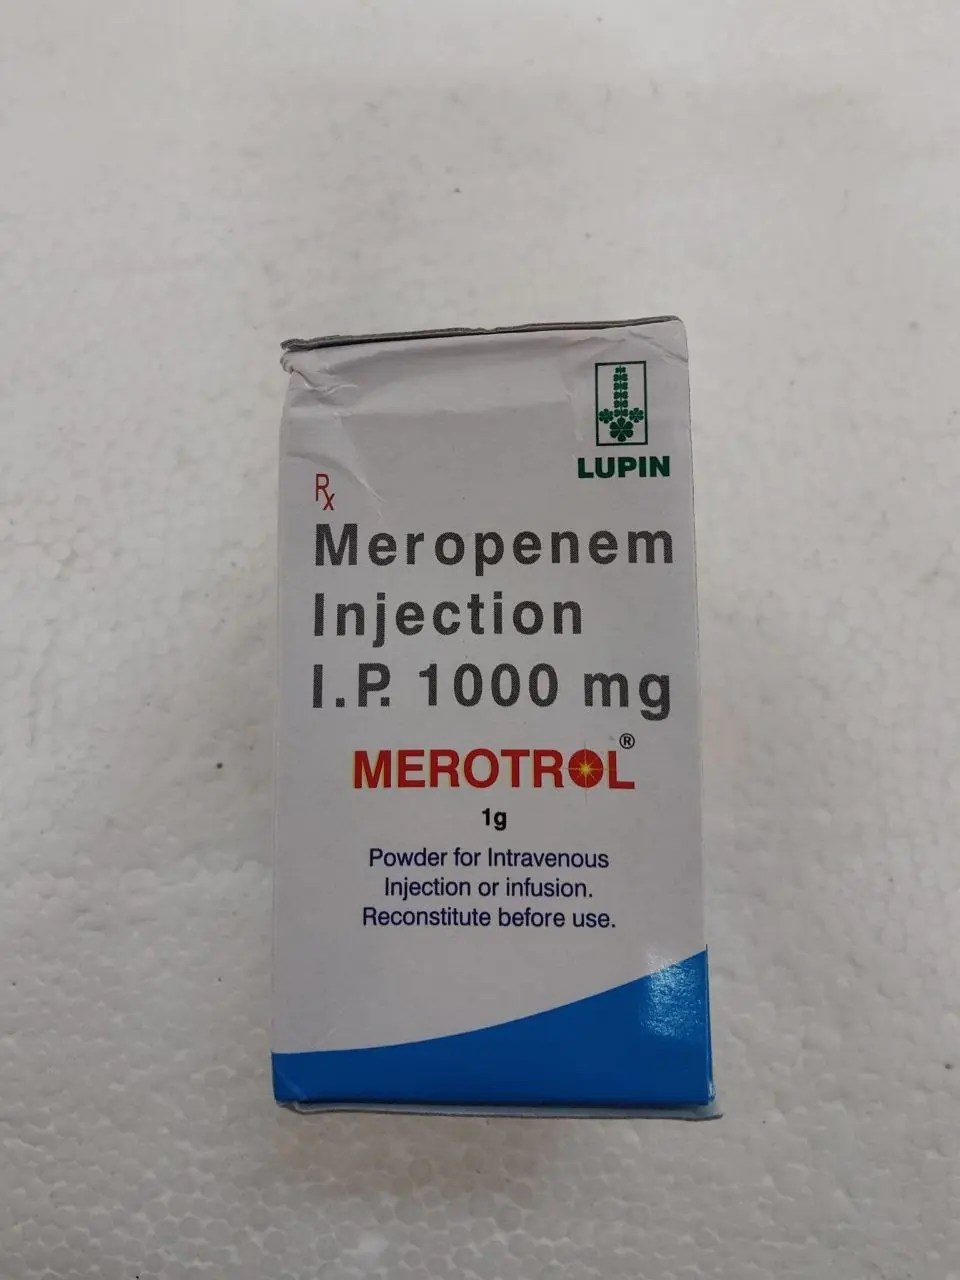 LUPIN
Rx
Meropenem
Injection
I.P. 1000 mg
MEROTROL®
1g
Powder for Intravenous
Injection or infusion.
Reconstitute before use.